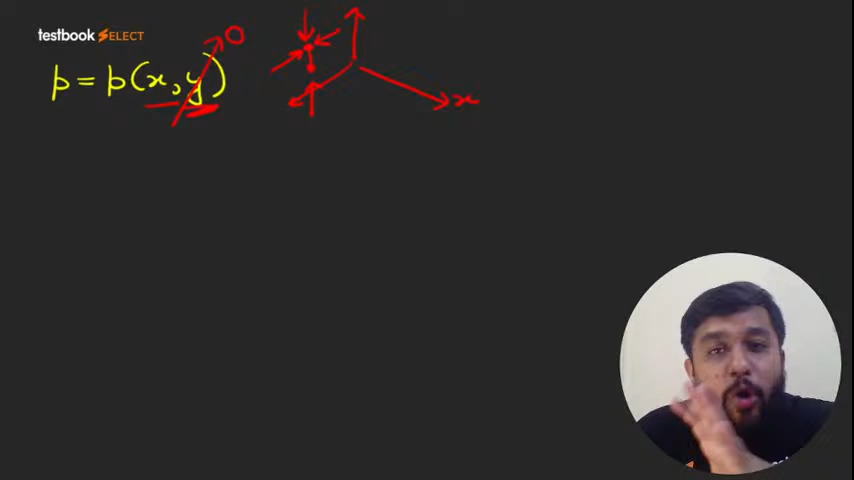 testbook SELECT
p = p(x, y) 0
x